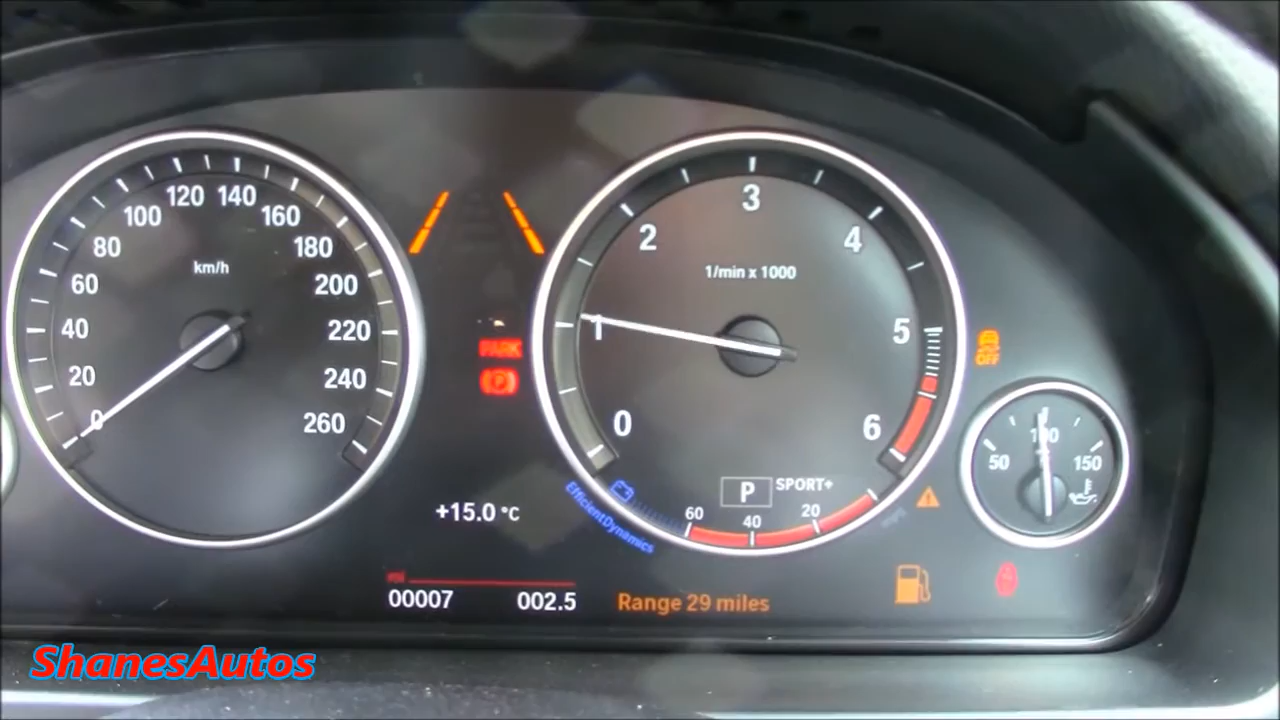 120 140
100 160
80 180
km/h
60 200
40 220
20 240
0 260
3
2 4
1/min x 1000
1 5
0 6
PARK
OFF
100
50 150
P SPORT+
60 40 20
EfficientDynamics
+15.0 °C
mi
00007 002.5
Range 29 miles
ShanesAutos